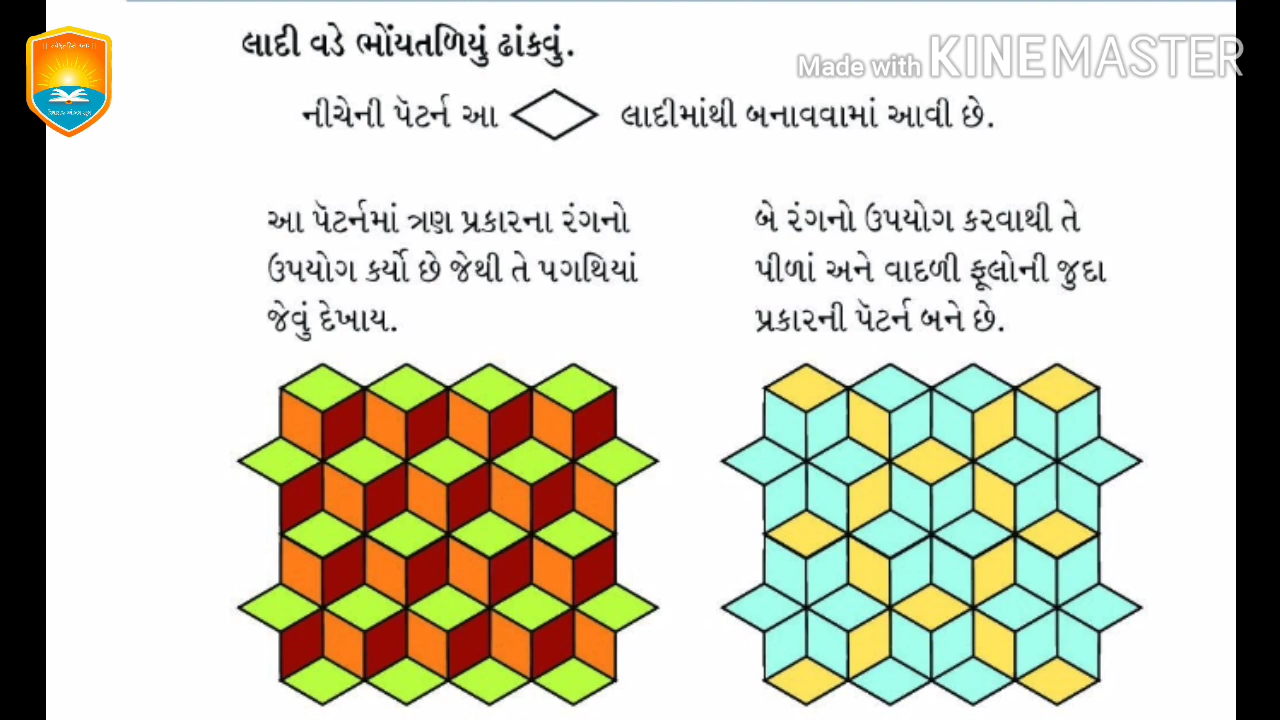 લાદી વડે ભોંયતળિયું ઢાંકવું.
Made with KINEMASTER
નીચેની પૅટર્ન આ લાદીમાંથી બનાવવામાં આવી છે.
આ પૅટર્નમાં ત્રણ પ્રકારના રંગનો
ઉપયોગ કર્યો છે જેથી તે પગથિયાં
જેવું દેખાય.
બે રંગનો ઉપયોગ કરવાથી તે
પીળાં અને વાદળી ફૂલોની જુદા
પ્રકારની પૅટર્ન બને છે.